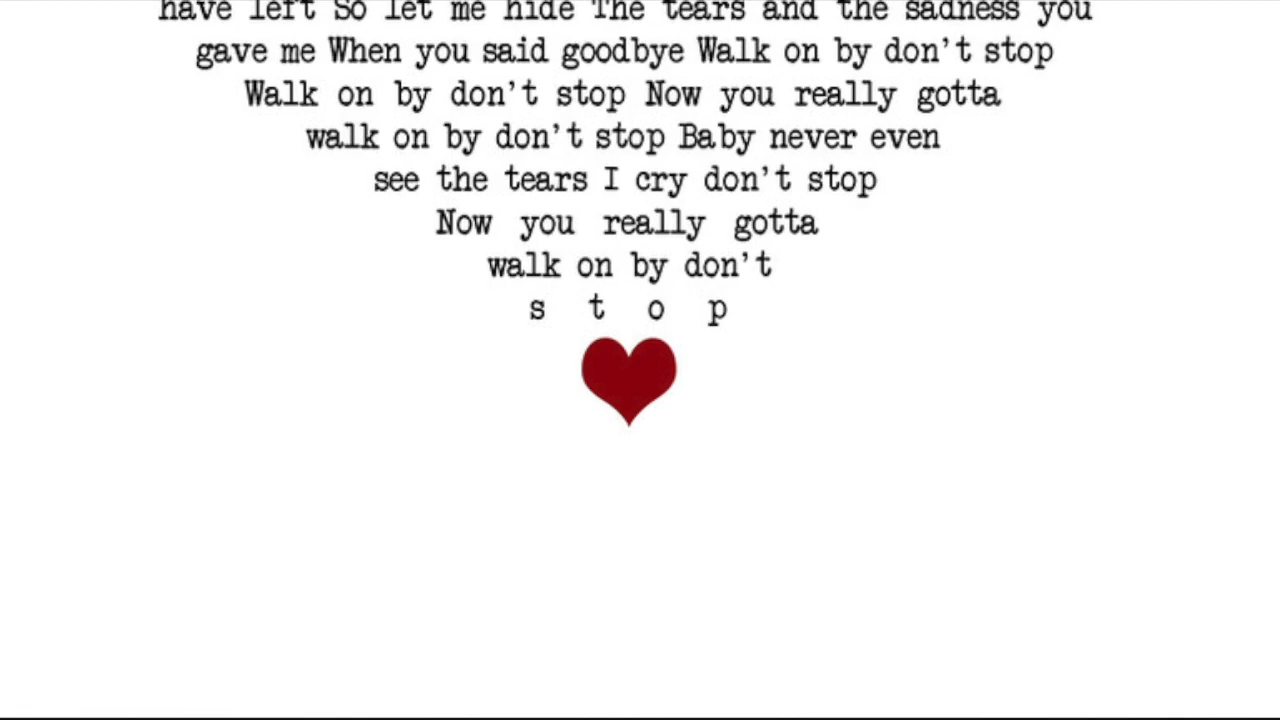 have left So let me hide The tears and the sadness you
gave me When you said goodbye Walk on by don't stop
Walk on by don't stop Now you really gotta
walk on by don't stop Baby never even
see the tears I cry don't stop
Now you really gotta
walk on by don't
s t o p